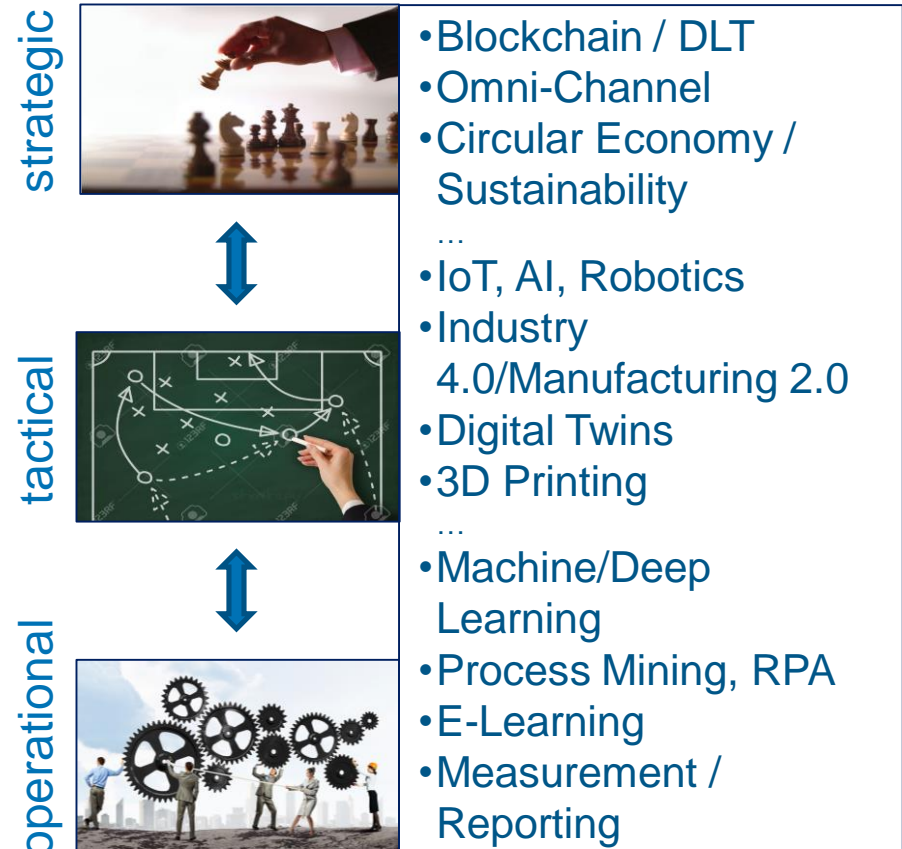 strategic
•Blockchain / DLT
•Omni-Channel
•Circular Economy /
Sustainability
...
tactical
•IoT, AI, Robotics
•Industry
4.0/Manufacturing 2.0
•Digital Twins
•3D Printing
...
operational
•Machine/Deep
Learning
•Process Mining, RPA
•E-Learning
•Measurement /
Reporting
123RF